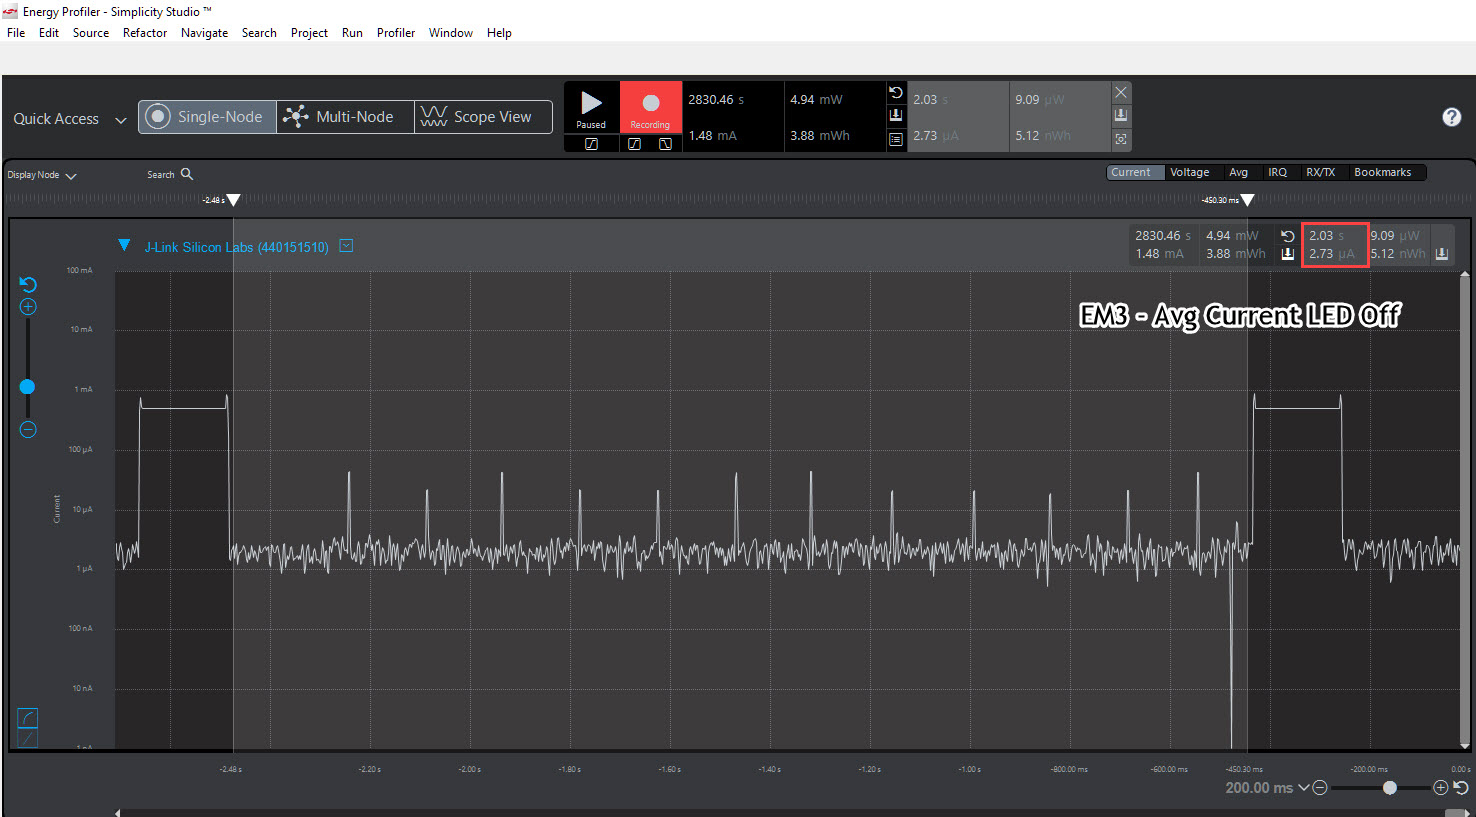 Energy Profiler - Simplicity Studio ™
File Edit Source Refactor Navigate Search Project Run Profiler Window Help
Quick Access
Single-Node
Multi-Node
Scope View
Paused
Recording
2830.46 s
1.48 mA
4.94 mW
3.88 mWh
2.03 s
2.73 µA
9.09 µW
5.12 nWh
?
Display Node
Search
Current Voltage Avg IRQ RX/TX Bookmarks
-2.48 s
-450.30 ms
J-Link Silicon Labs (440151510)
2830.46 s 4.94 mW 2.03 s 9.09 µW
1.48 mA 3.88 mWh 2.73 µA 5.12 nWh
EM3 - Avg Current LED Off
100 mA
10 mA
1 mA
100 µA
10 µA
1 µA
100 nA
10 nA
1 nA
Current
-2.48 s -2.20 s -2.00 s -1.80 s -1.60 s -1.40 s -1.20 s -1.00 s -800.00 ms -600.00 ms -450.30 ms -200.00 ms 0.00 s
200.00 ms